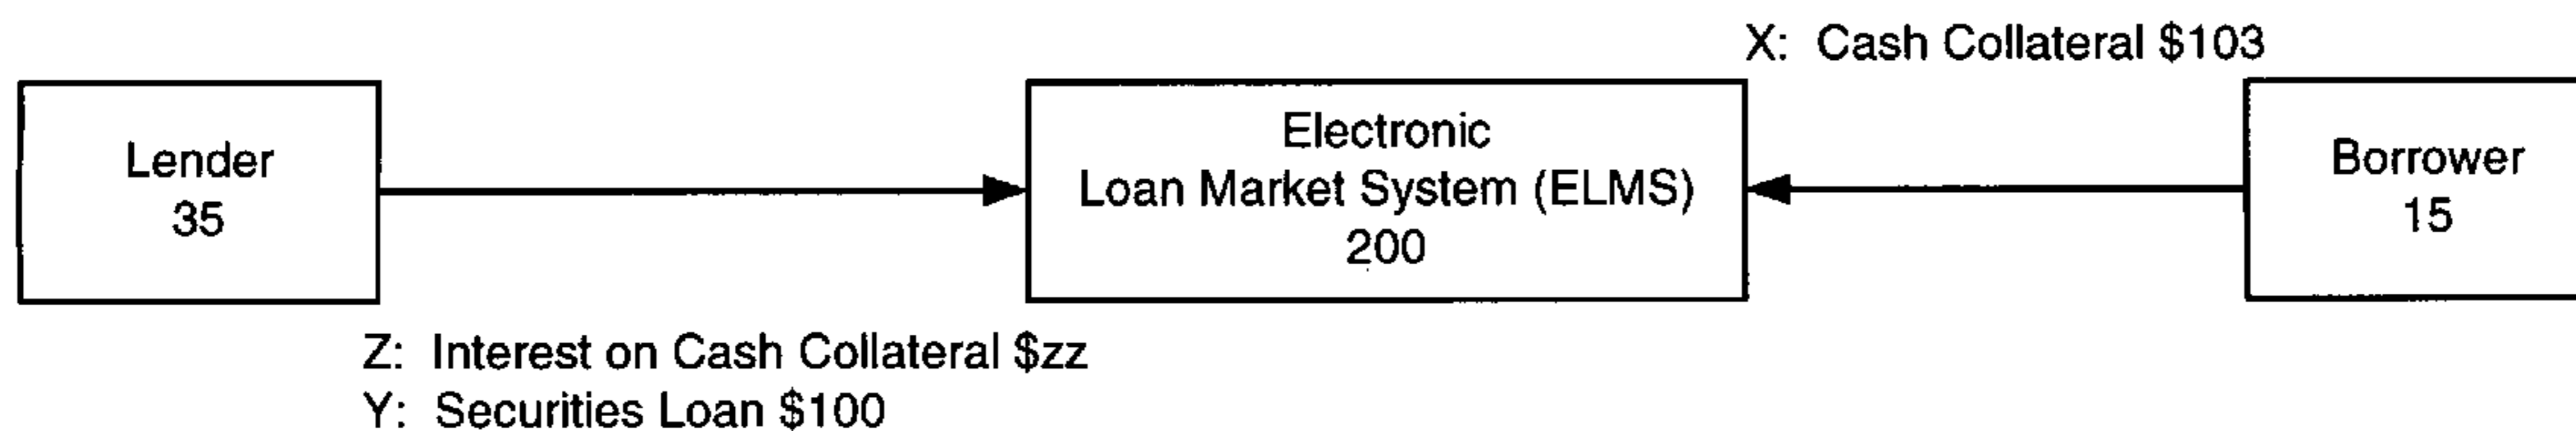 X: Cash Collateral $103
Lender
35
Electronic
Loan Market System (ELMS)
200
Borrower
15
Z: Interest on Cash Collateral $zz
Y: Securities Loan $100